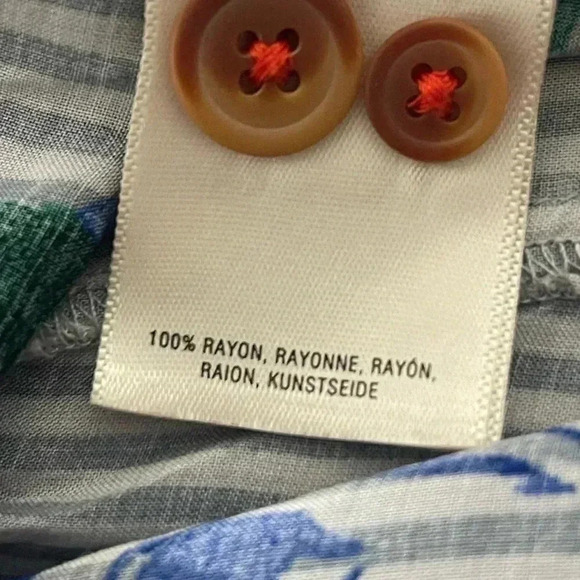 100% RAYON, RAYONNE, RAYÓN,
RAION, KUNSTSEIDE